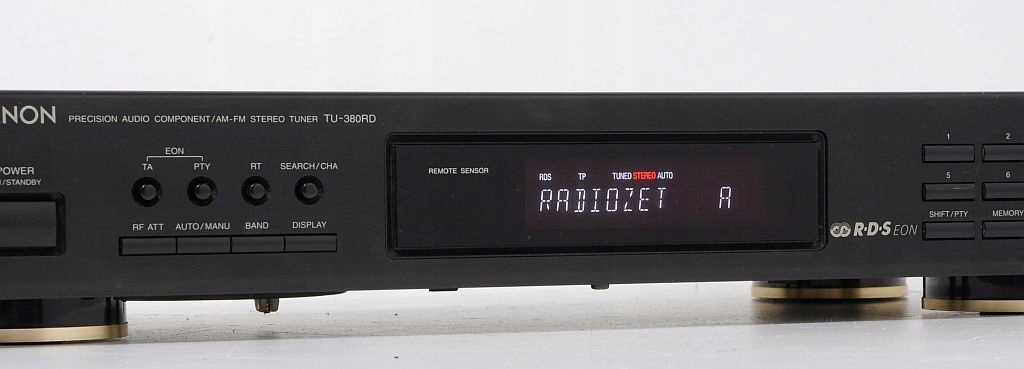 NON PRECISION AUDIO COMPONENT/AM-FM STEREO TUNER TU-380RD
POWER
/STANDBY
EON
TA PTY RT SEARCH/CHA
RF ATT AUTO/MANU BAND DISPLAY
REMOTE SENSOR
RDS TP TUNED STEREO AUTO
RADIOZET A
R·D·S EON
1 2
5 6
SHIFT/PTY MEMORY